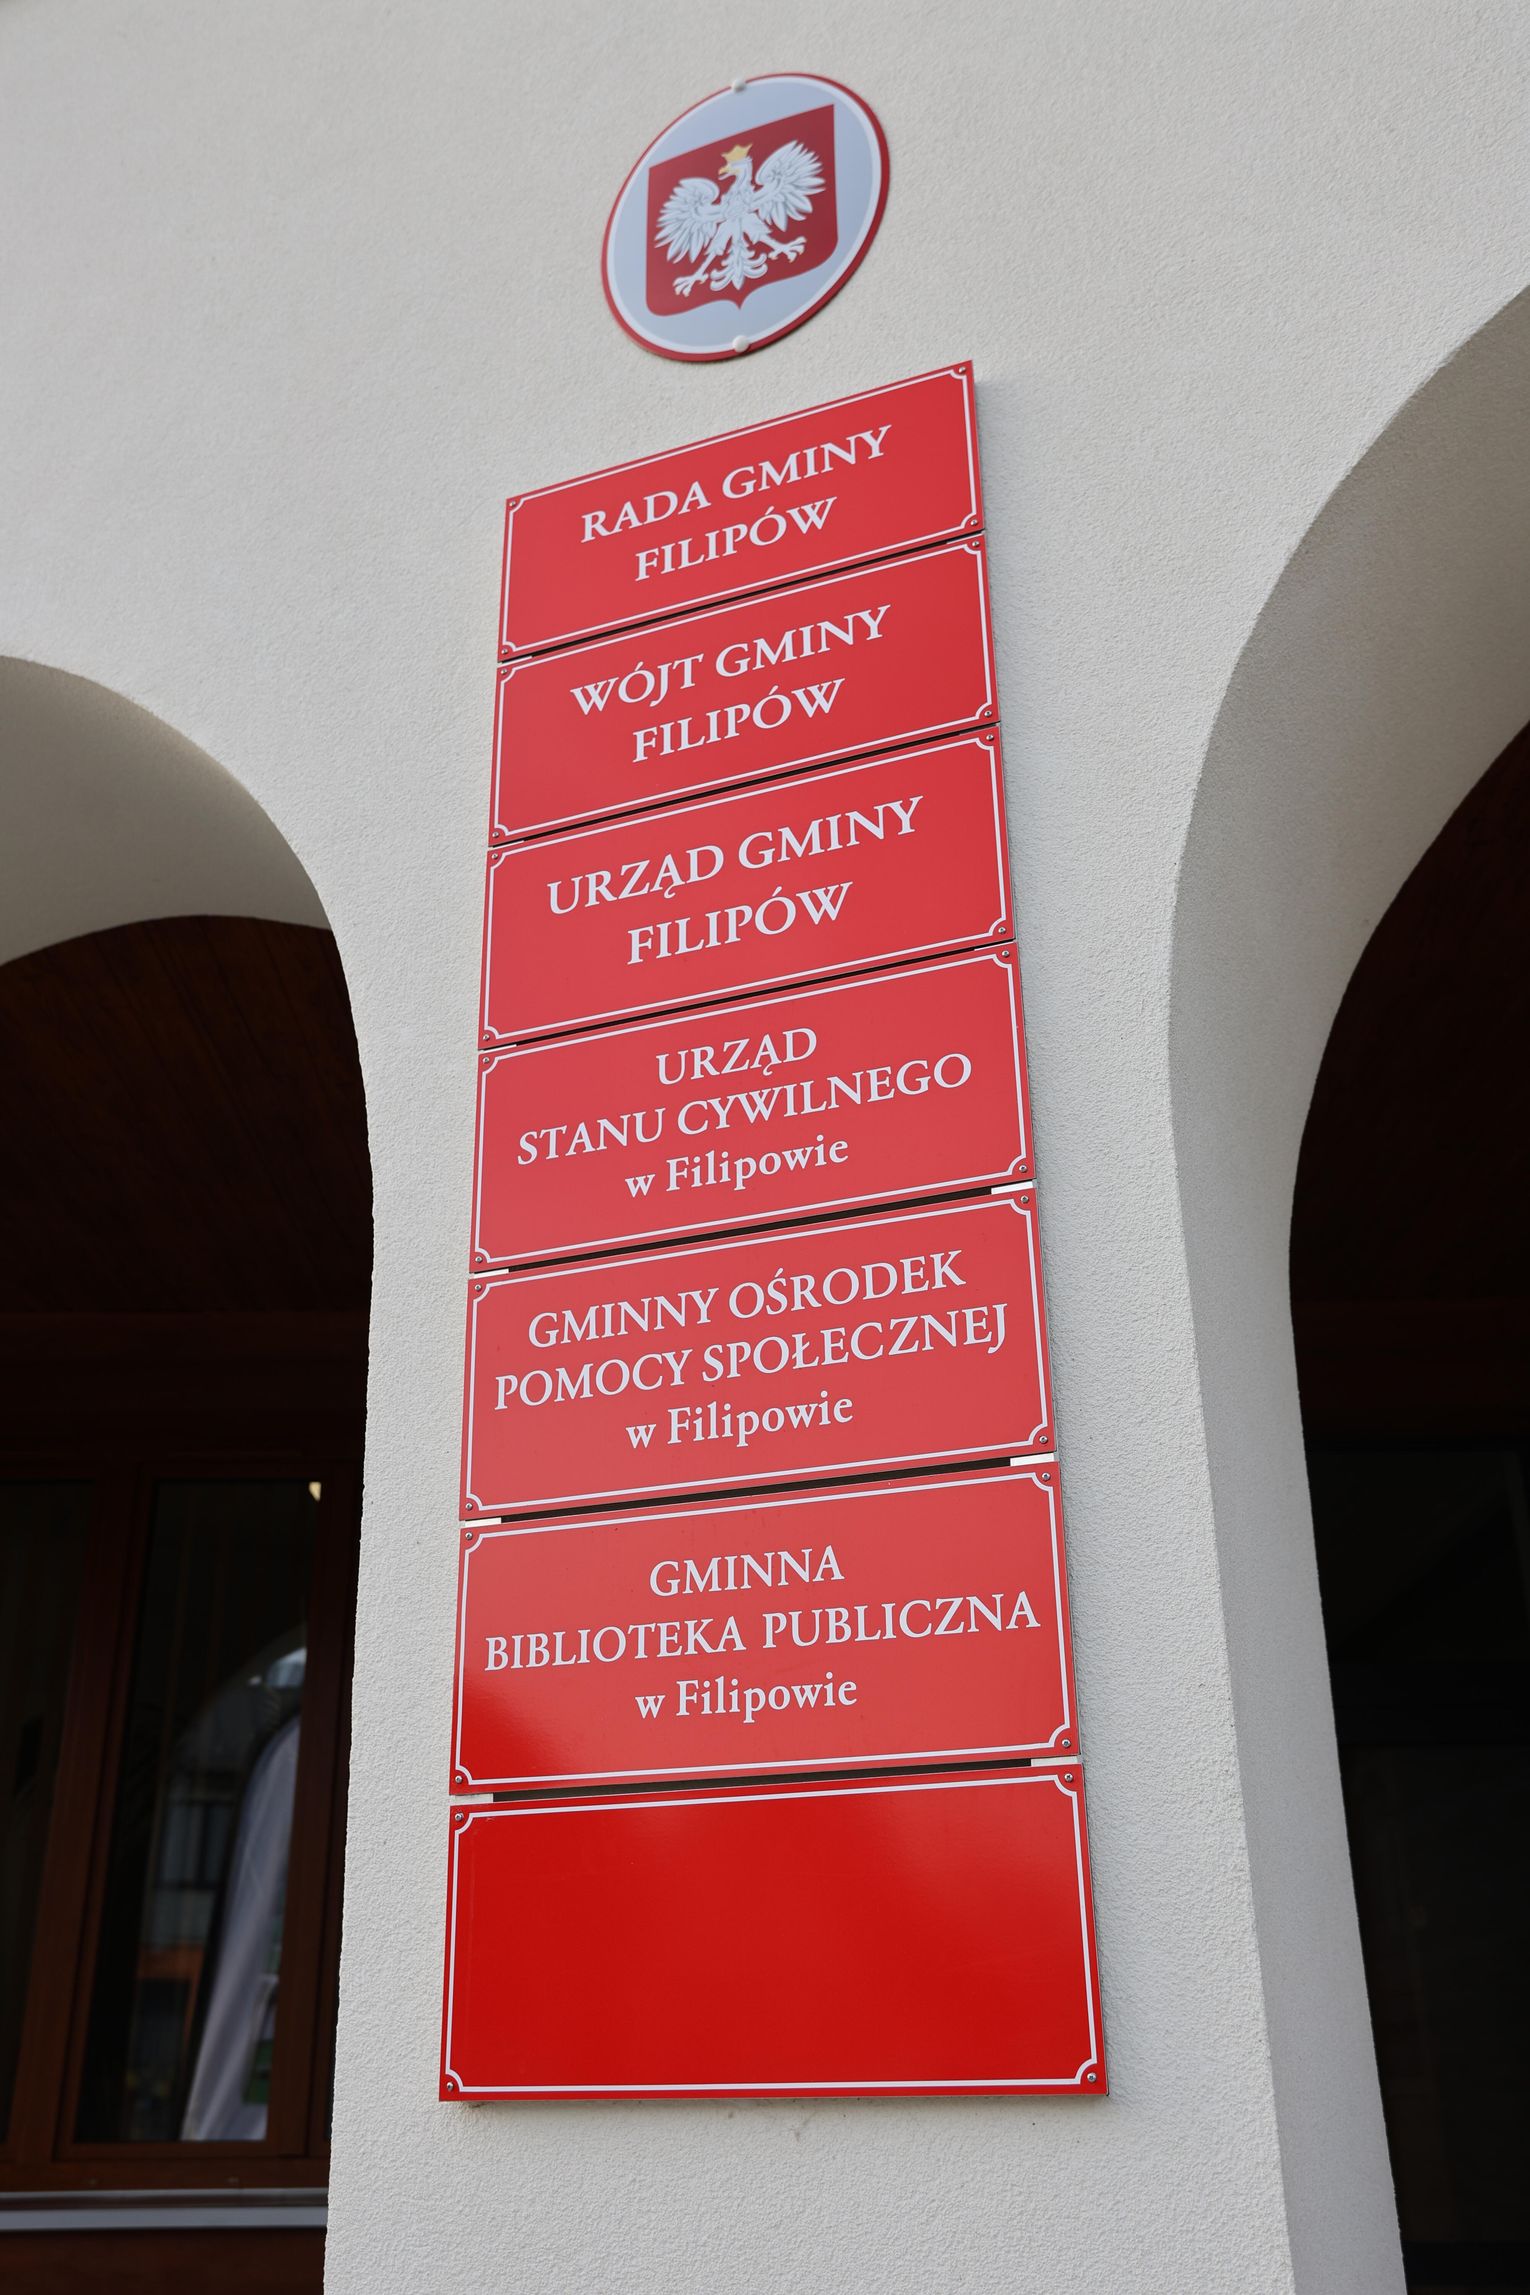 RADA GMINY
FILIPÓW
WÓJT GMINY
FILIPÓW
URZĄD GMINY
FILIPÓW
URZĄD
STANU CYWILNEGO
w Filipowie
GMINNY OŚRODEK
POMOCY SPOŁECZNEJ
w Filipowie
GMINNA
BIBLIOTEKA PUBLICZNA
w Filipowie